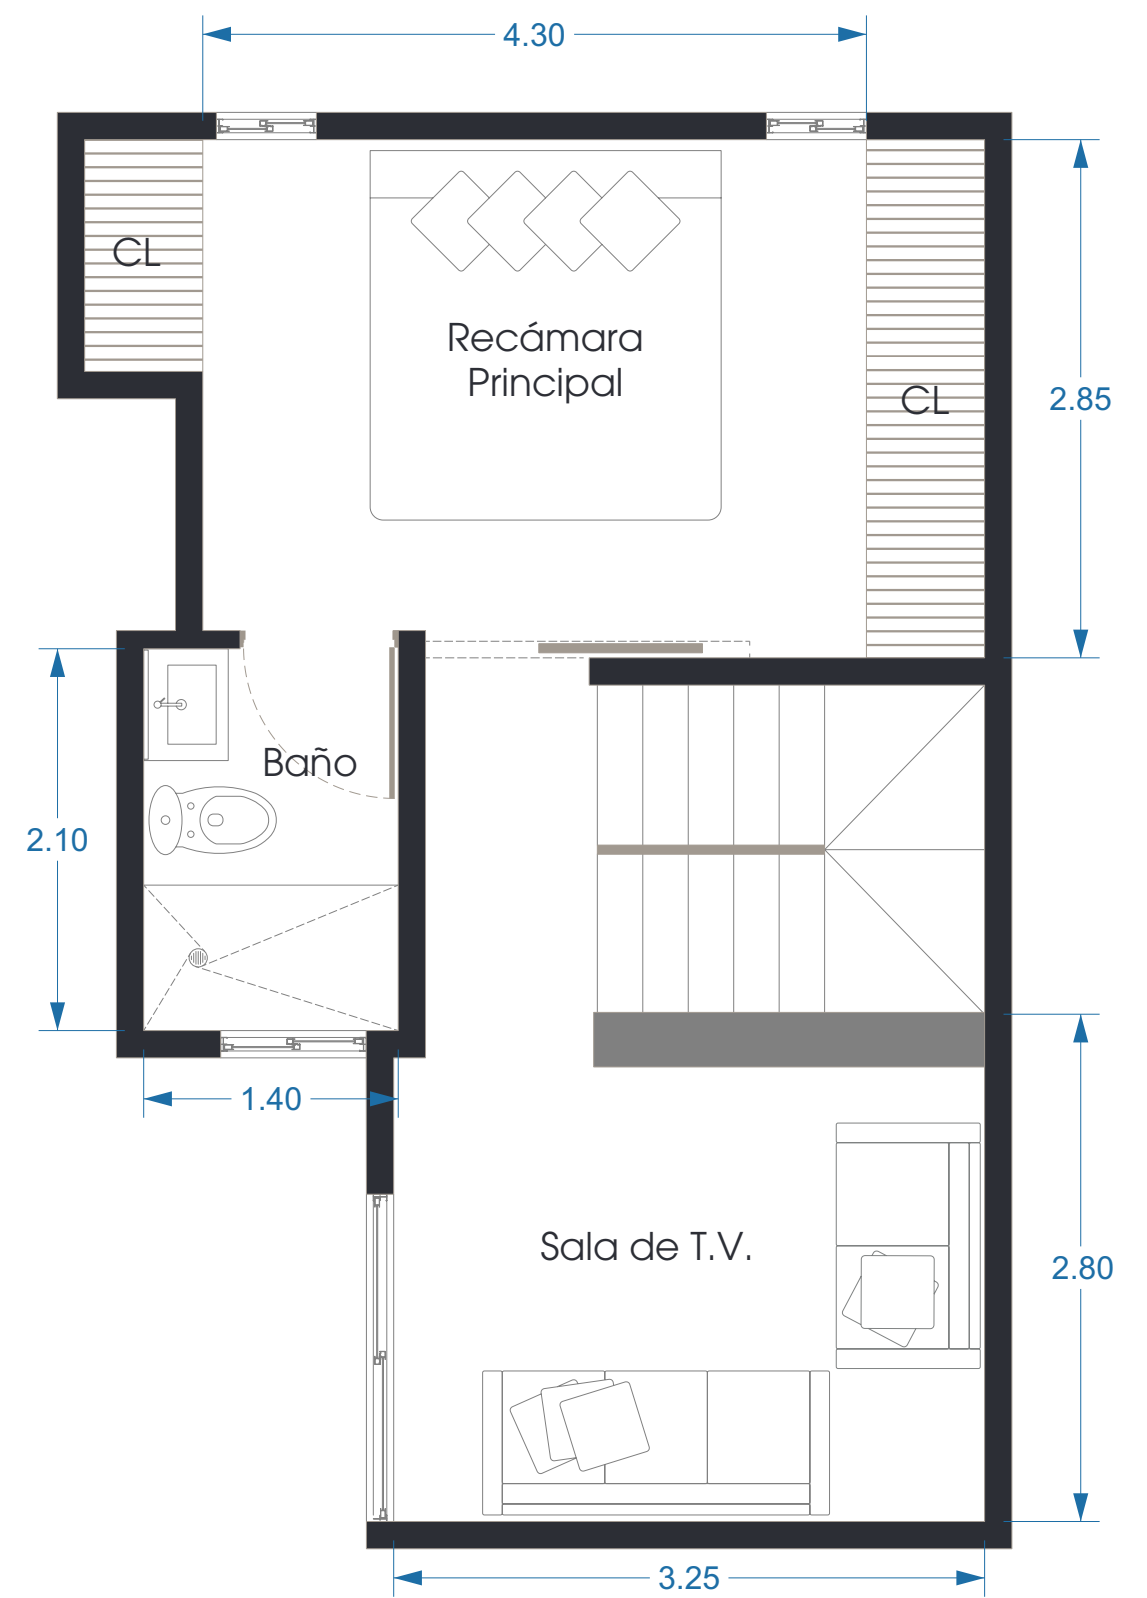 4.30
CL
Recámara
Principal
CL
2.85
Baño
2.10
1.40
Sala de T.V.
2.80
3.25